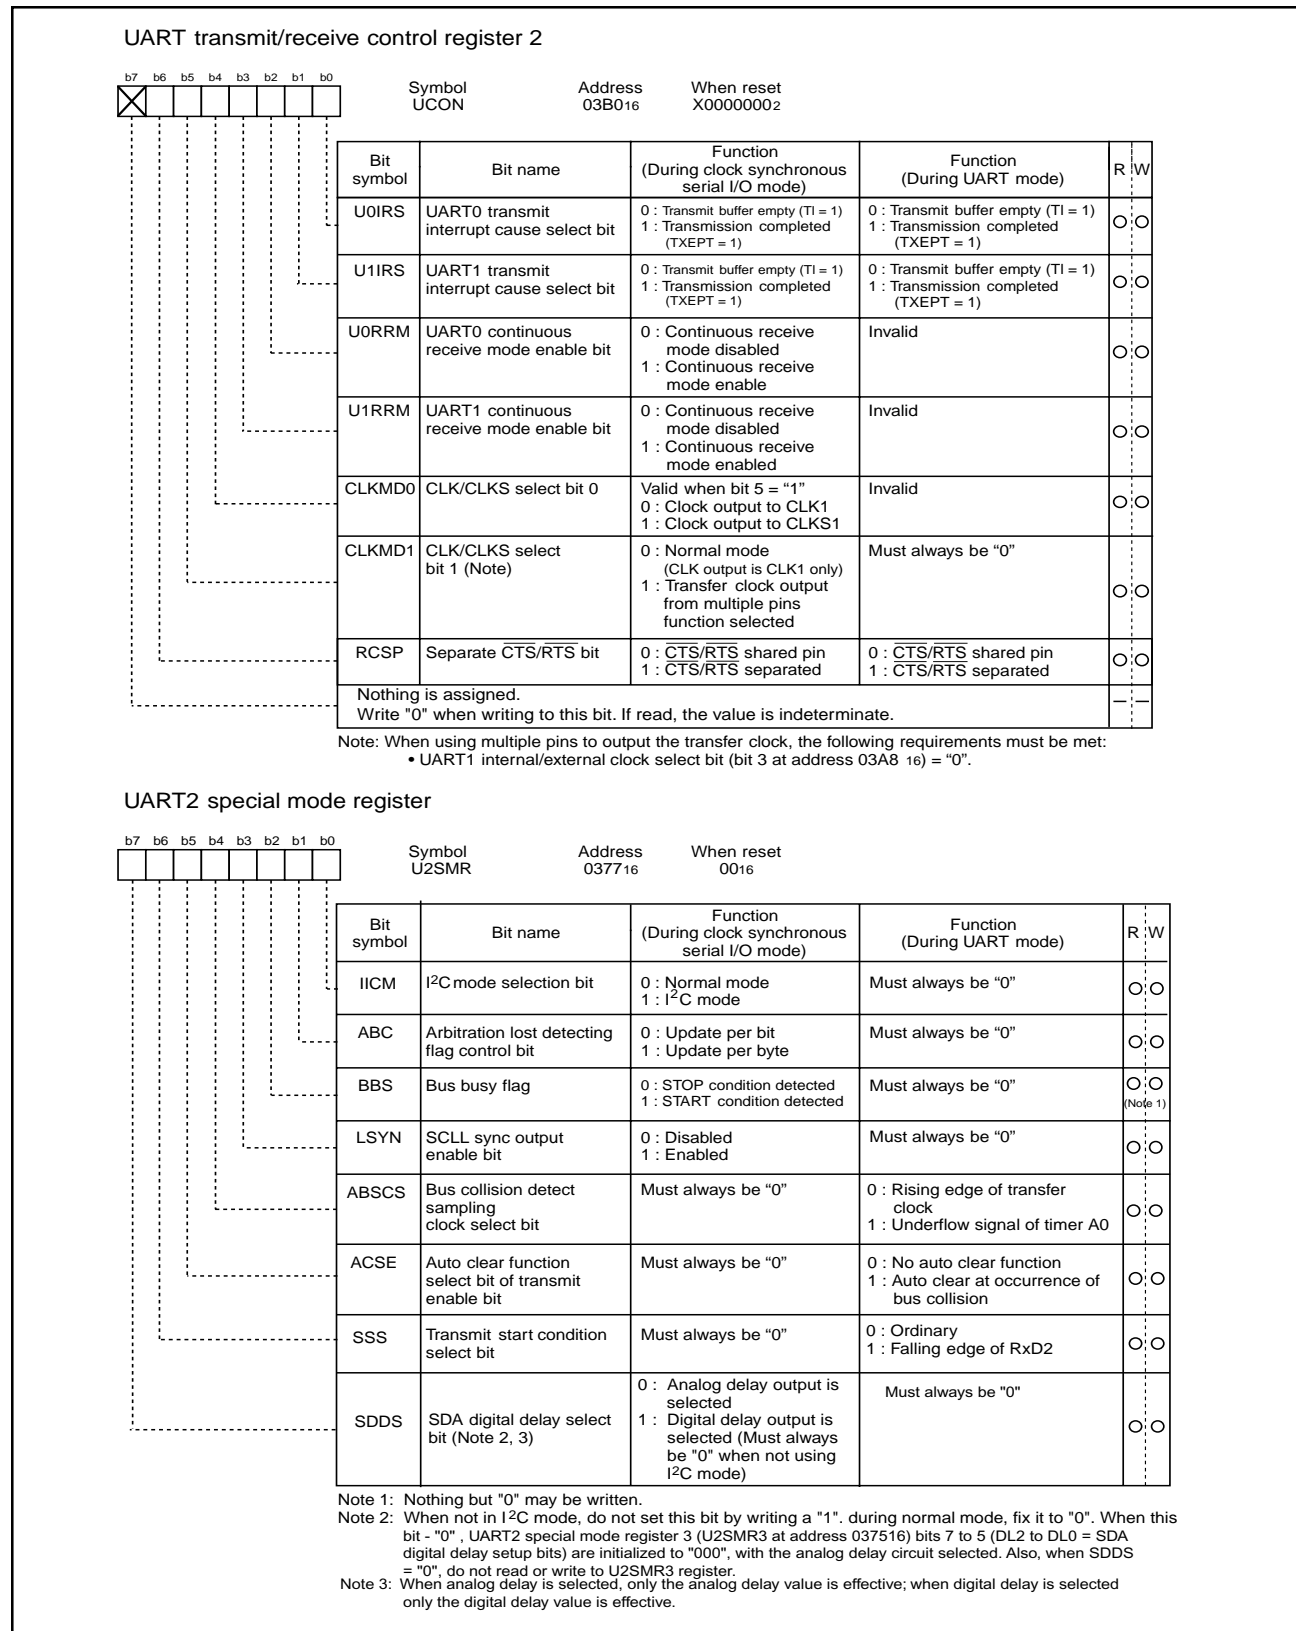 UART transmit/receive control register 2
b7 b6 b5 b4 b3 b2 b1 b0
Symbol Address When reset
UCON 03B016 X00000002
Bit symbol
Bit name
Function (During clock synchronous serial I/O mode)
Function (During UART mode)
R W
U0IRS
UART0 transmit
interrupt cause select bit
0 : Transmit buffer empty (TI = 1)
1 : Transmission completed
(TXEPT = 1)
0 : Transmit buffer empty (TI = 1)
1 : Transmission completed
(TXEPT = 1)
U1IRS
UART1 transmit
interrupt cause select bit
0 : Transmit buffer empty (TI = 1)
1 : Transmission completed
(TXEPT = 1)
0 : Transmit buffer empty (TI = 1)
1 : Transmission completed
(TXEPT = 1)
U0RRM
UART0 continuous
receive mode enable bit
0 : Continuous receive
mode disabled
1 : Continuous receive
mode enable
Invalid
U1RRM
UART1 continuous
receive mode enable bit
0 : Continuous receive
mode disabled
1 : Continuous receive
mode enabled
Invalid
CLKMD0
CLK/CLKS select bit 0
Valid when bit 5 = “1”
0 : Clock output to CLK1
1 : Clock output to CLKS1
Invalid
CLKMD1
CLK/CLKS select
bit 1 (Note)
0 : Normal mode
(CLK output is CLK1 only)
1 : Transfer clock output
from multiple pins
function selected
Must always be “0”
RCSP
Separate CTS/RTS bit
0 : CTS/RTS shared pin
1 : CTS/RTS separated
0 : CTS/RTS shared pin
1 : CTS/RTS separated
Nothing is assigned.
Write "0" when writing to this bit. If read, the value is indeterminate.
– –
Note: When using multiple pins to output the transfer clock, the following requirements must be met:
• UART1 internal/external clock select bit (bit 3 at address 03A8 16) = “0”.
UART2 special mode register
b7 b6 b5 b4 b3 b2 b1 b0
Symbol Address When reset
U2SMR 037716 0016
Bit symbol
Bit name
Function (During clock synchronous serial I/O mode)
Function (During UART mode)
R W
IICM
I2C mode selection bit
0 : Normal mode
1 : I2C mode
Must always be “0”
ABC
Arbitration lost detecting
flag control bit
0 : Update per bit
1 : Update per byte
Must always be “0”
BBS
Bus busy flag
0 : STOP condition detected
1 : START condition detected
Must always be “0”
(Note 1)
LSYN
SCLL sync output
enable bit
0 : Disabled
1 : Enabled
Must always be “0”
ABSCS
Bus collision detect
sampling
clock select bit
Must always be “0”
0 : Rising edge of transfer
clock
1 : Underflow signal of timer A0
ACSE
Auto clear function
select bit of transmit
enable bit
Must always be “0”
0 : No auto clear function
1 : Auto clear at occurrence of
bus collision
SSS
Transmit start condition
select bit
Must always be “0”
0 : Ordinary
1 : Falling edge of RxD2
SDDS
SDA digital delay select
bit (Note 2, 3)
0 : Analog delay output is
selected
1 : Digital delay output is
selected (Must always
be "0" when not using
I2C mode)
Must always be "0"
Note 1: Nothing but "0" may be written.
Note 2: When not in I2C mode, do not set this bit by writing a "1". during normal mode, fix it to "0". When this
bit - "0" , UART2 special mode register 3 (U2SMR3 at address 037516) bits 7 to 5 (DL2 to DL0 = SDA
digital delay setup bits) are initialized to "000", with the analog delay circuit selected. Also, when SDDS
= "0", do not read or write to U2SMR3 register.
Note 3: When analog delay is selected, only the analog delay value is effective; when digital delay is selected
only the digital delay value is effective.